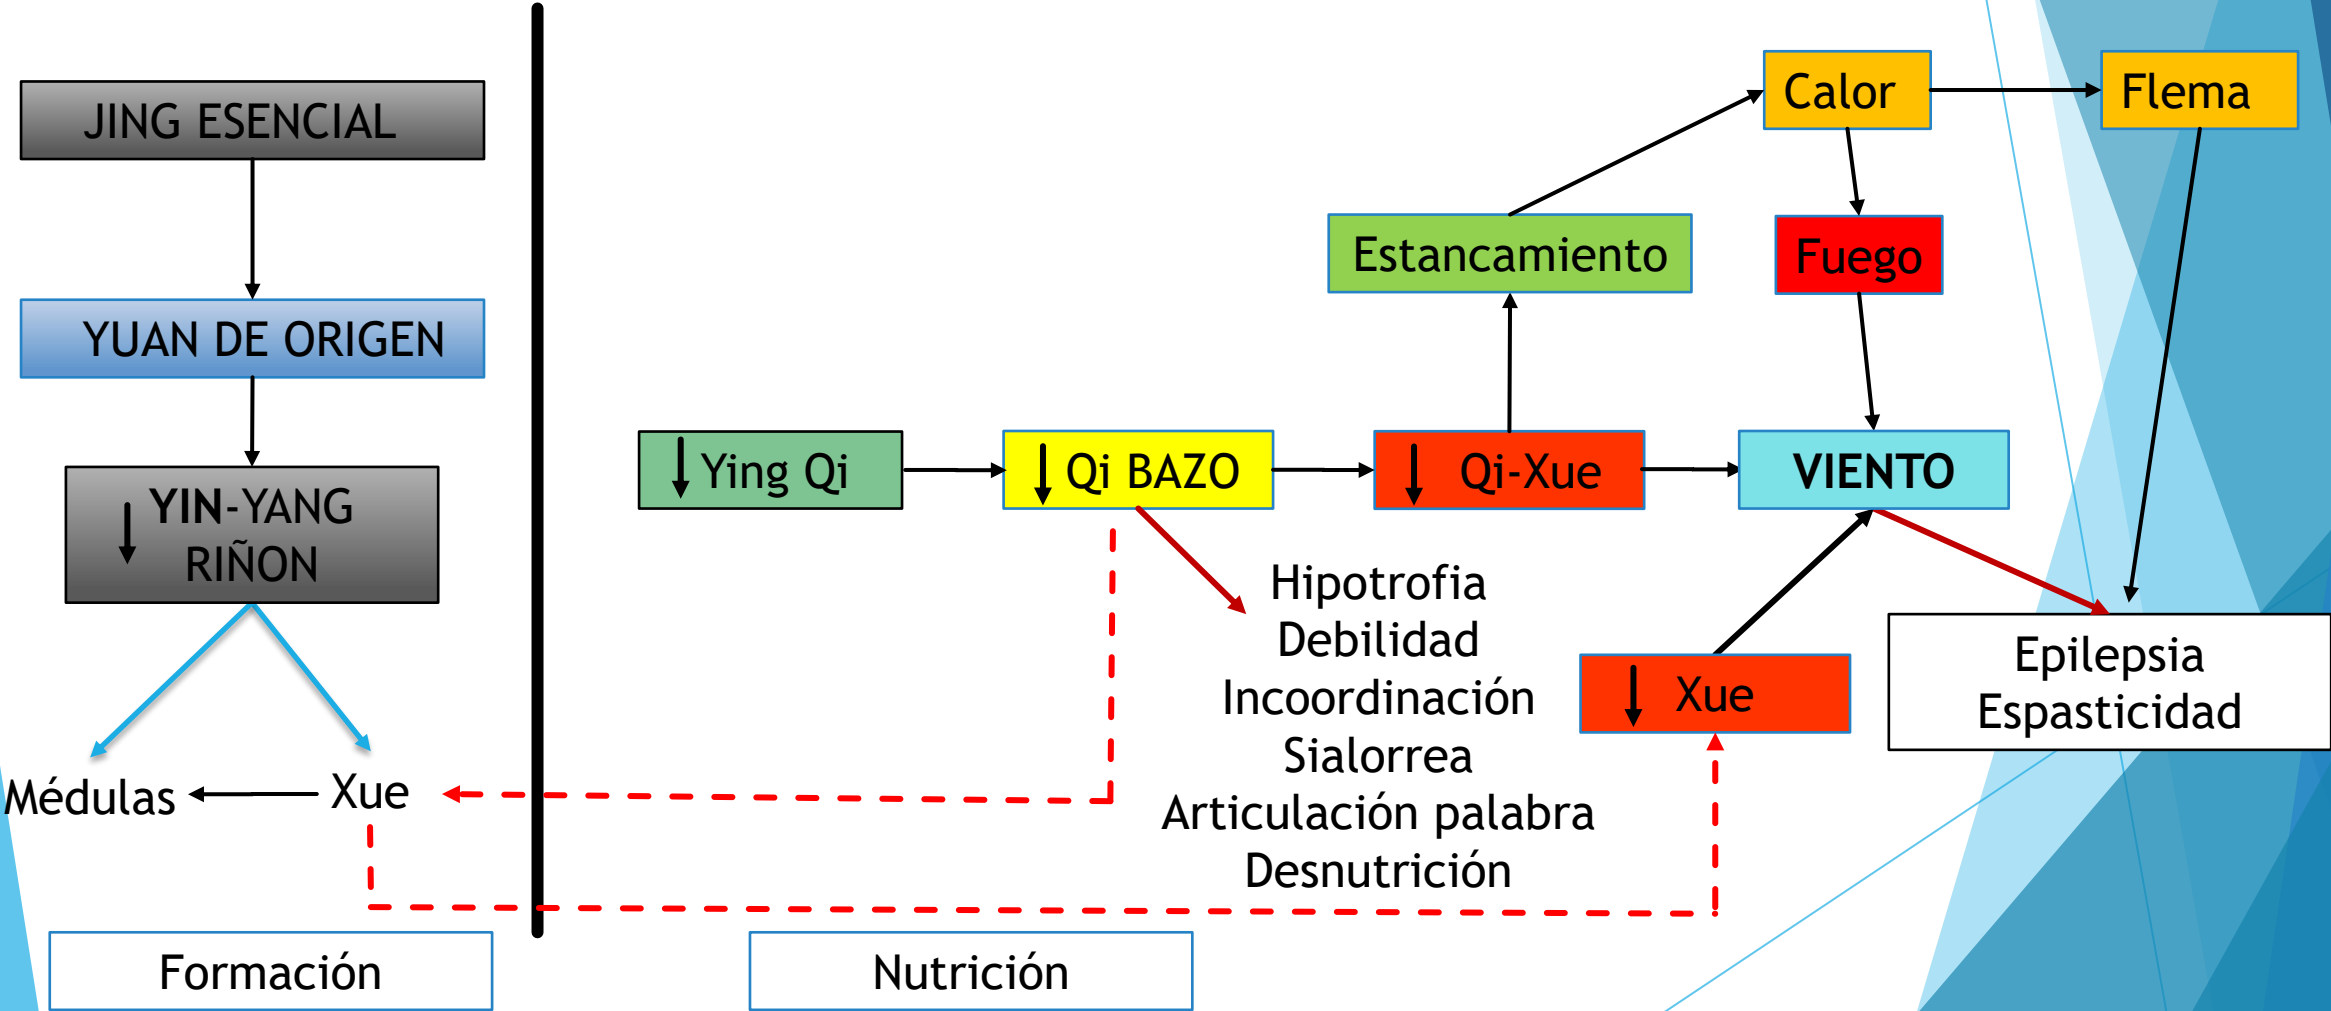 JING ESENCIAL
YUAN DE ORIGEN
YIN-YANG
RIÑON
Médulas
Xue
Formación
Calor
Flema
Estancamiento
Fuego
Ying Qi
Qi BAZO
Qi-Xue
VIENTO
Hipotrofia
Debilidad
Incoordinación
Sialorrea
Articulación palabra
Desnutrición
Xue
Epilepsia
Espasticidad
Nutrición